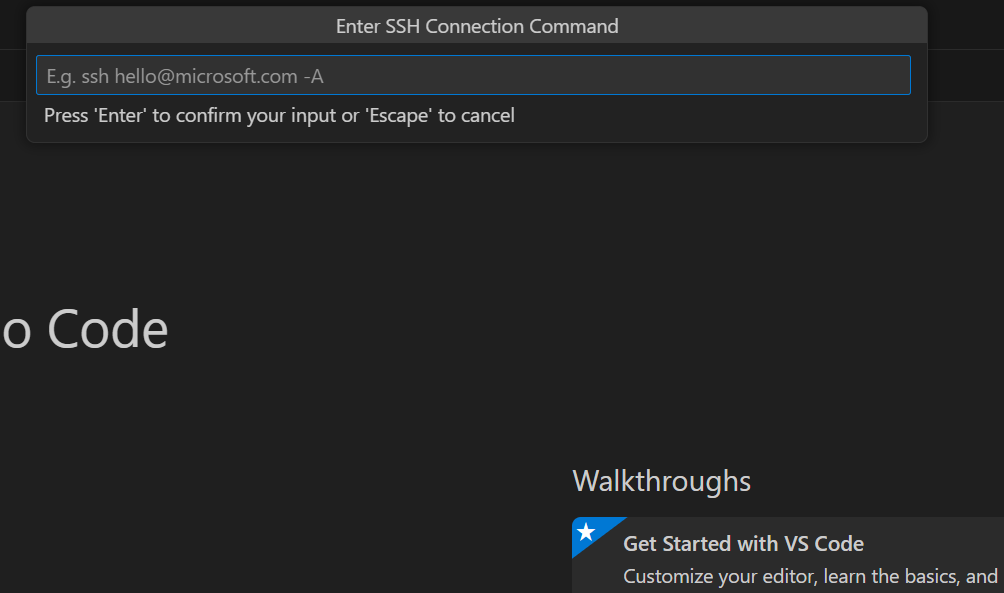 Enter SSH Connection Command
E.g. ssh hello@microsoft.com -A
Press 'Enter' to confirm your input or 'Escape' to cancel
o Code
Walkthroughs
Get Started with VS Code
Customize your editor, learn the basics, and